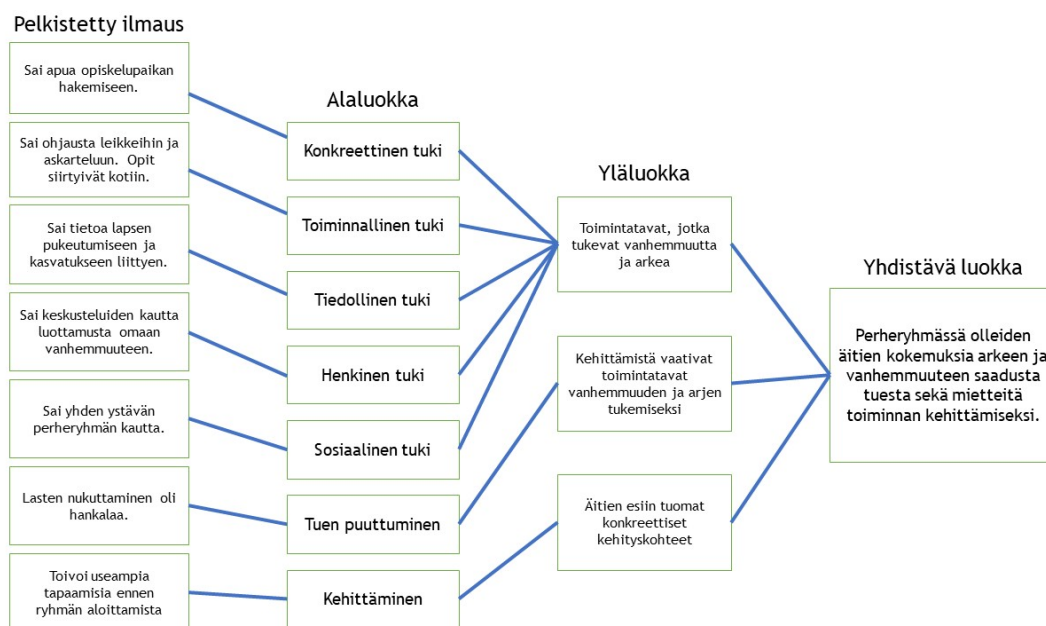 Pelkistetty ilmaus
Sai apua opiskelupaikan
hakemiseen.
Sai ohjausta leikkeihin ja
askarteluun. Opit
siirtyivät kotiin.
Sai tietoa lapsen
pukeutumiseen ja
kasvatukseen liittyen.
Sai keskusteluiden kautta
luottamusta omaan
vanhemmuuteen.
Sai yhden ystävän
perheryhmän kautta.
Lasten nukuttaminen oli
hankalaa.
Toivoi useampia
tapaamisia ennen
ryhmän aloittamista
Alaluokka
Konkreettinen tuki
Toiminnallinen tuki
Tiedollinen tuki
Henkinen tuki
Sosiaalinen tuki
Tuen puuttuminen
Kehittäminen
Yläluokka
Toimintatavat, jotka
tukevat vanhemmuutta
ja arkea
Kehittämistä vaativat
toimintatavat
vanhemmuuden ja arjen
tukemiseksi
Äitien esiin tuomat
konkreettiset
kehityskohteet
Yhdistävä luokka
Perheryhmässä olleiden
äitien kokemuksia arkeen ja
vanhemmuuteen saadusta
tuesta sekä mietteitä
toiminnan kehittämiseksi.